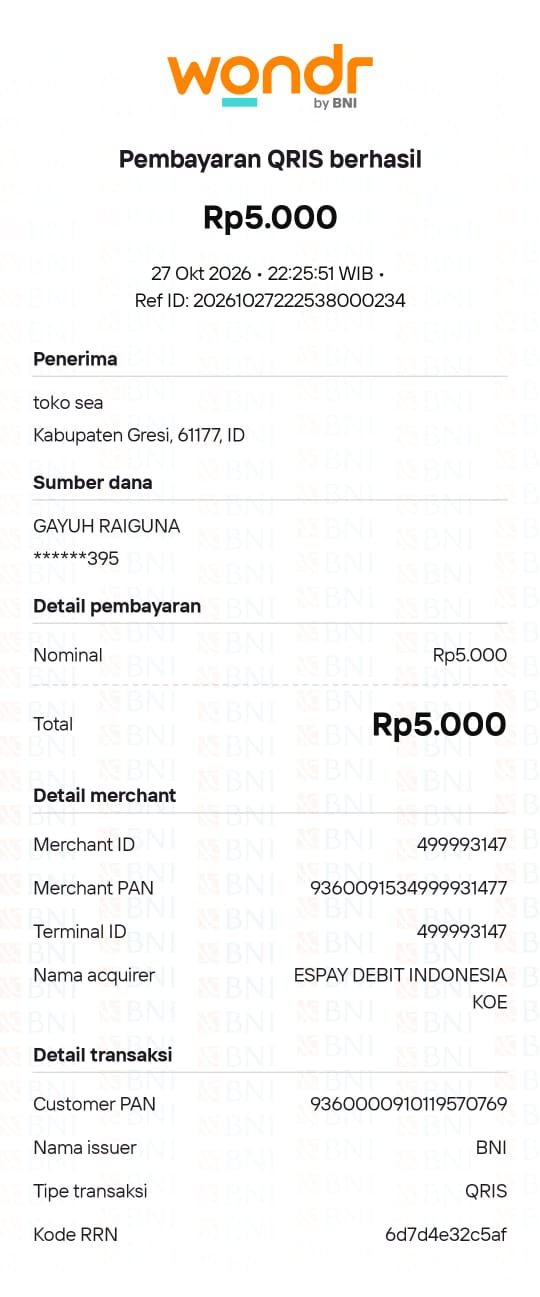 wondr
by BNI
Pembayaran QRIS berhasil
Rp5.000
27 Okt 2026 • 22:25:51 WIB •
Ref ID: 20261027222538000234
Penerima
toko sea
Kabupaten Gresi, 61177, ID
Sumber dana
GAYUH RAIGUNA
******395
Detail pembayaran
Nominal Rp5.000
Total Rp5.000
Detail merchant
Merchant ID 499993147
Merchant PAN 9360091534999931477
Terminal ID 499993147
Nama acquirer ESPAY DEBIT INDONESIA
KOE
Detail transaksi
Customer PAN 9360000910119570769
Nama issuer BNI
Tipe transaksi QRIS
Kode RRN 6d7d4e32c5af